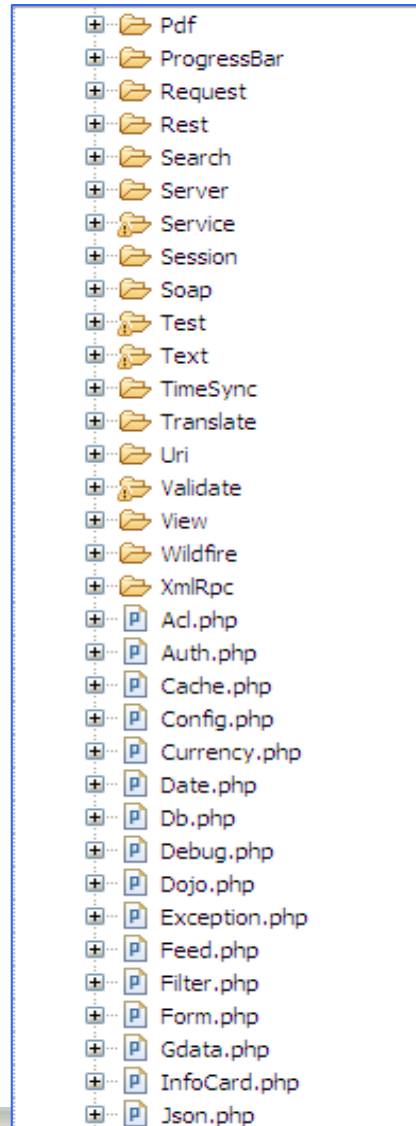 Pdf
ProgressBar
Request
Rest
Search
Server
Service
Session
Soap
Test
Text
TimeSync
Translate
Uri
Validate
View
Wildfire
XmlRpc
Acl.php
Auth.php
Cache.php
Config.php
Currency.php
Date.php
Db.php
Debug.php
Dojo.php
Exception.php
Feed.php
Filter.php
Form.php
Gdata.php
InfoCard.php
Json.php